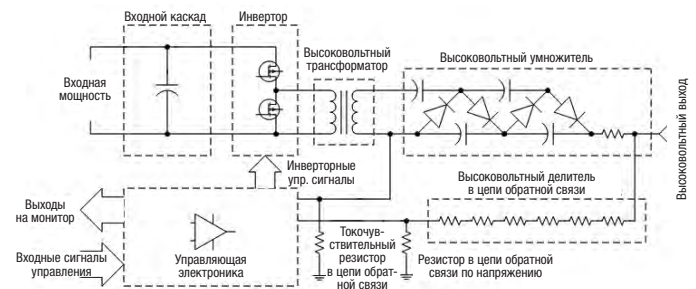 Входной каскад
Инвертор
Высоковольтный
трансформатор
Высоковольтный умножитель
Входная
мощность
Высоковольтный выход
Инверторные
упр. сигналы
Высоковольтный делитель
в цепи обратной связи
Выходы
на монитор
Входные сигналы
управления
Управляющая
электроника
Токочув-
ствительный
резистор
в цепи обрат-
ной связи
Резистор в цепи обратной
связи по напряжению